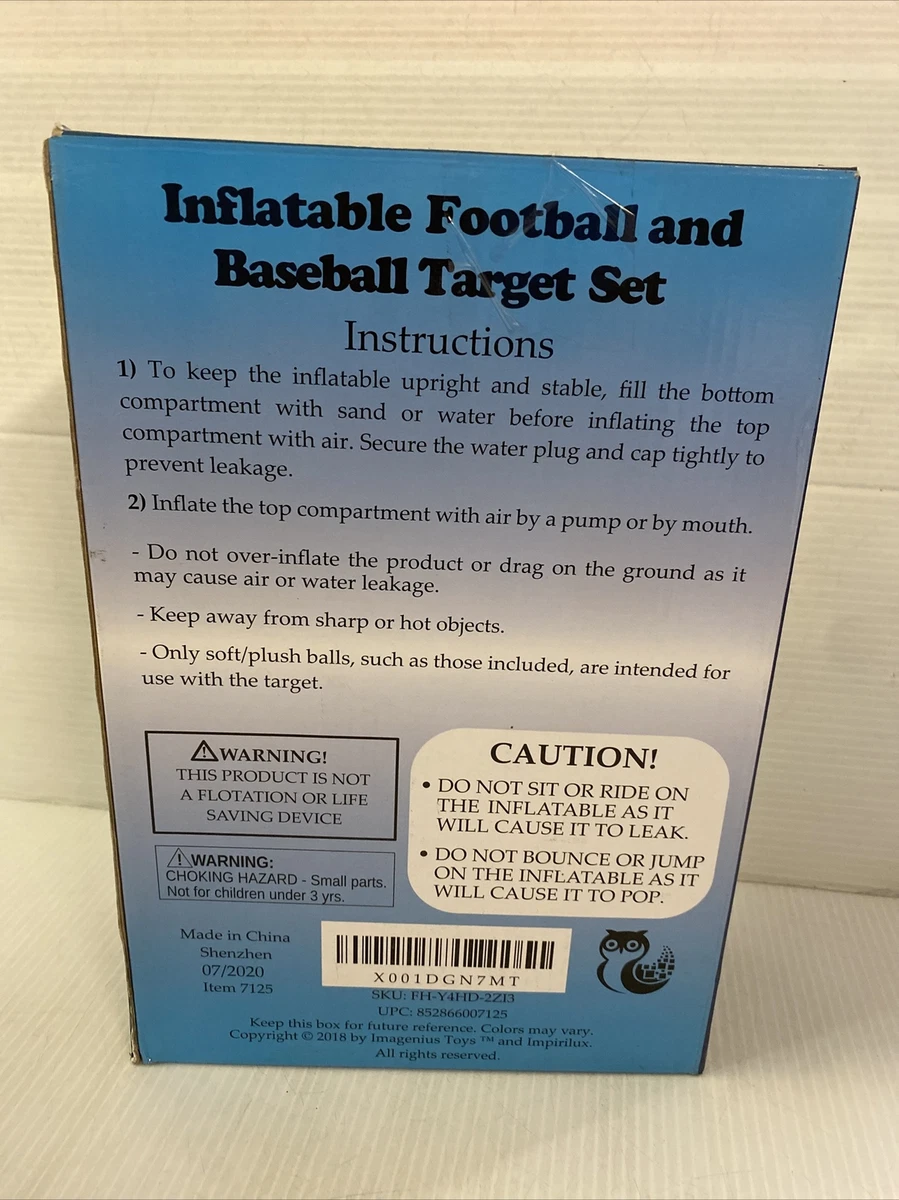 Inflatable Football and
Baseball Target Set
Instructions
1) To keep the inflatable upright and stable, fill the bottom
compartment with sand or water before inflating the top
compartment with air. Secure the water plug and cap tightly to
prevent leakage.
2) Inflate the top compartment with air by a pump or by mouth.
- Do not over-inflate the product or drag on the ground as it
may cause air or water leakage.
- Keep away from sharp or hot objects.
- Only soft/plush balls, such as those included, are intended for
use with the target.
⚠WARNING!
THIS PRODUCT IS NOT
A FLOTATION OR LIFE
SAVING DEVICE
⚠WARNING:
CHOKING HAZARD - Small parts.
Not for children under 3 yrs.
CAUTION!
• DO NOT SIT OR RIDE ON
THE INFLATABLE AS IT
WILL CAUSE IT TO LEAK.
• DO NOT BOUNCE OR JUMP
ON THE INFLATABLE AS IT
WILL CAUSE IT TO POP.
Made in China
Shenzhen
07/2020
Item 7125
X001DGN7MT
SKU: FH-Y4HD-2ZI3
UPC: 852866007125
Keep this box for future reference. Colors may vary.
Copyright © 2018 by Imagenius Toys ™ and Impirilux.
All rights reserved.